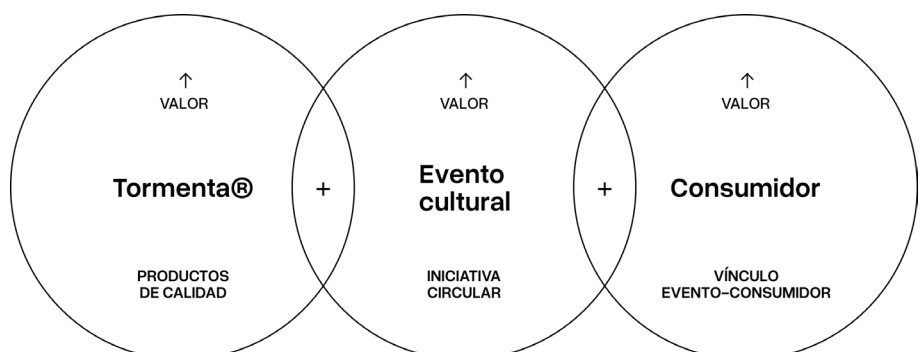 ↑
VALOR
Tormenta®
PRODUCTOS
DE CALIDAD
+
↑
VALOR
Evento
cultural
INICIATIVA
CIRCULAR
+
↑
VALOR
Consumidor
VÍNCULO
EVENTO–CONSUMIDOR